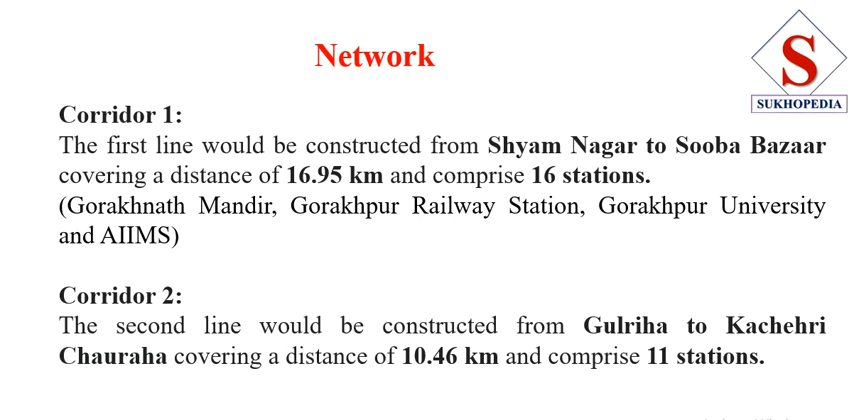 Network
S
SUKHOPEDIA
Corridor 1:
The first line would be constructed from Shyam Nagar to Sooba Bazaar
covering a distance of 16.95 km and comprise 16 stations.
(Gorakhnath Mandir, Gorakhpur Railway Station, Gorakhpur University
and AIIMS)
Corridor 2:
The second line would be constructed from Gulriha to Kachehri
Chauraha covering a distance of 10.46 km and comprise 11 stations.